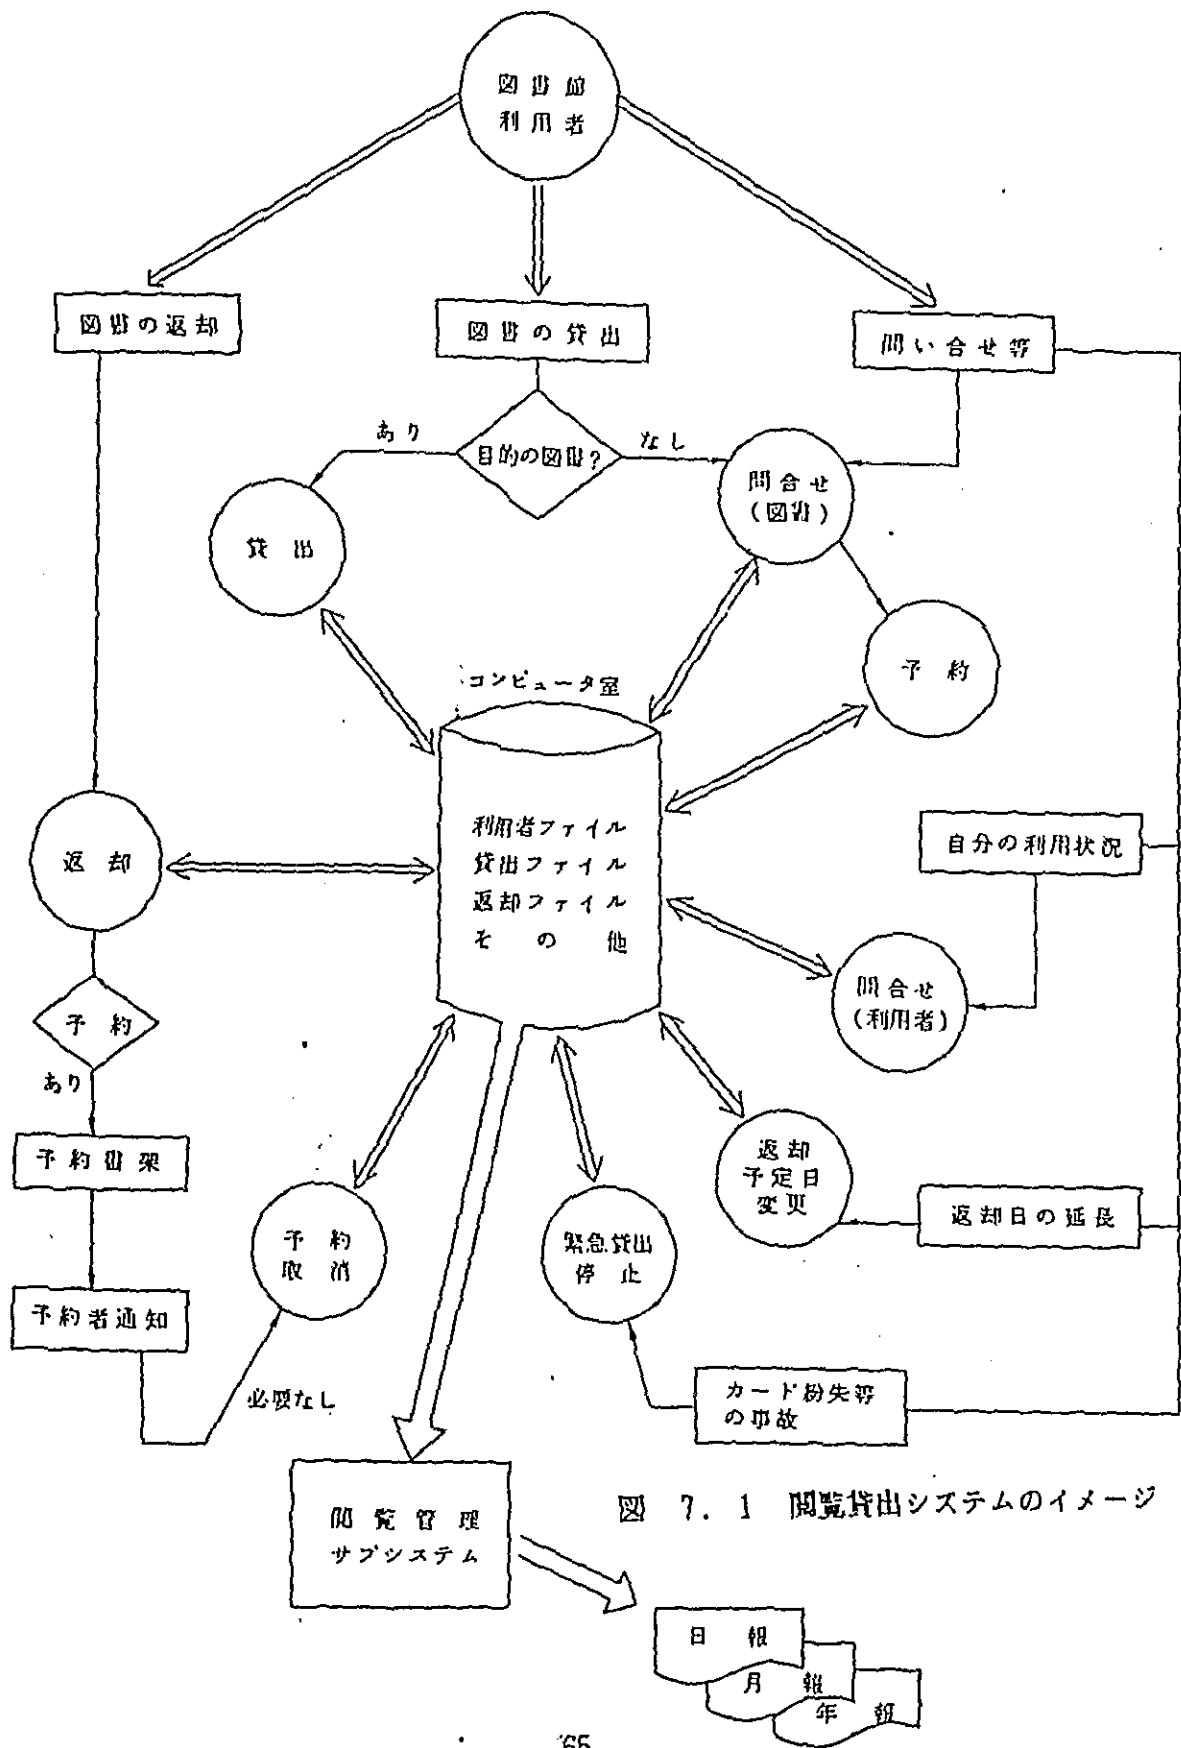 図書館
利用者
図書の返却
図書の貸出
問い合せ等
あり
目的の図書?
なし
問合せ
(図書)
貸出
予約
コンピュータ室
利用者ファイル
貸出ファイル
返却ファイル
その他
返却
自分の利用状況
問合せ
(利用者)
予約
あり
予約書架
返却
予定日
変更
返却日の延長
予約
取消
緊急貸出
停止
予約者通知
必要なし
カード紛失等
の事故
図 7.1 閲覧貸出システムのイメージ
閲覧管理
サブシステム
日報
月報
年報
65